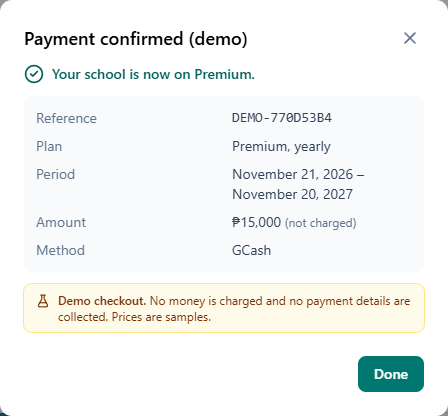 Payment confirmed (demo)
Your school is now on Premium.
Reference DEMO-770D53B4
Plan Premium, yearly
Period November 21, 2026 –
November 20, 2027
Amount ₱15,000 (not charged)
Method GCash
Demo checkout. No money is charged and no payment details are
collected. Prices are samples.
Done